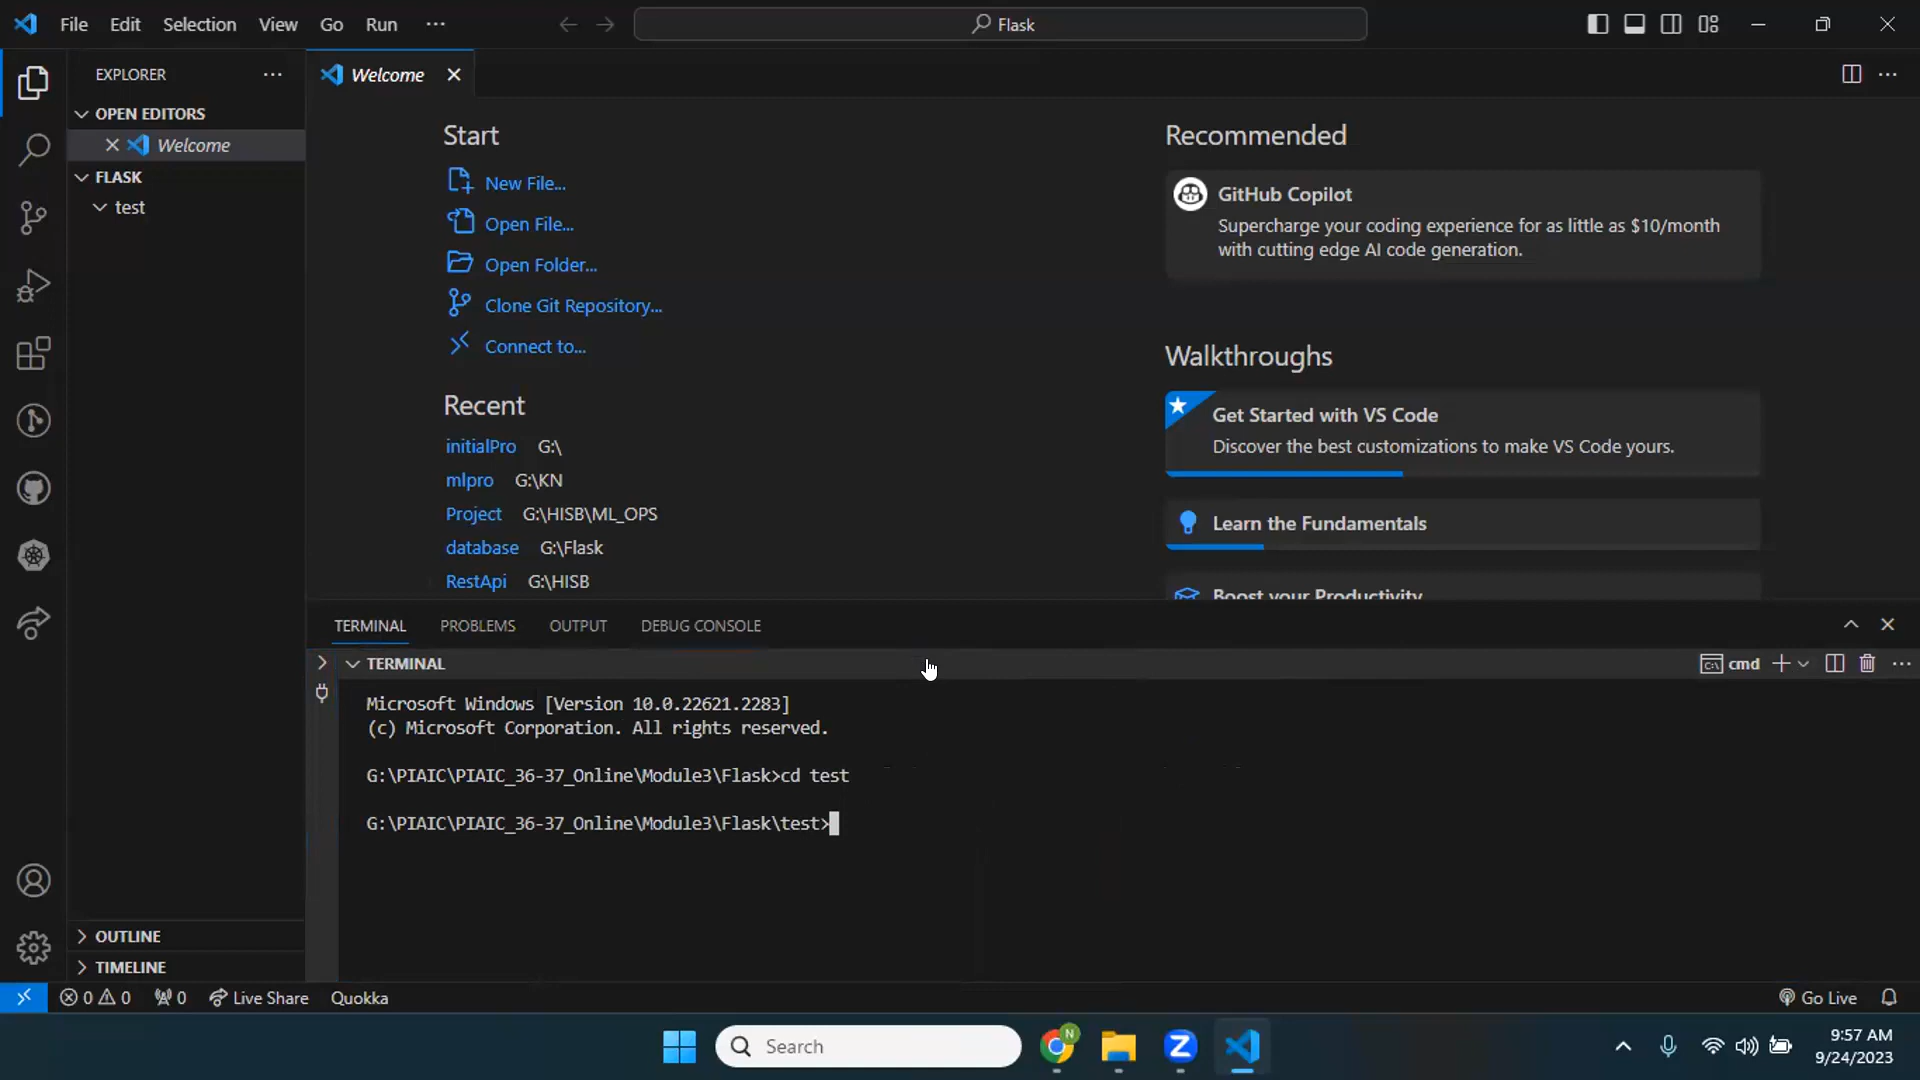 File Edit Selection View Go Run ···
Flask
EXPLORER ···
OPEN EDITORS
Welcome
FLASK
test
OUTLINE
TIMELINE
Welcome
Start
New File...
Open File...
Open Folder...
Clone Git Repository...
Connect to...
Recent
initialPro G:\
mlpro G:\KN
Project G:\HISB\ML_OPS
database G:\Flask
RestApi G:\HISB
Recommended
GitHub Copilot
Supercharge your coding experience for as little as $10/month
with cutting edge AI code generation.
Walkthroughs
Get Started with VS Code
Discover the best customizations to make VS Code yours.
Learn the Fundamentals
Boost your Productivity
TERMINAL PROBLEMS OUTPUT DEBUG CONSOLE
TERMINAL
cmd
Microsoft Windows [Version 10.0.22621.2283]
(c) Microsoft Corporation. All rights reserved.
G:\PIAIC\PIAIC_36-37_Online\Module3\Flask>cd test
G:\PIAIC\PIAIC_36-37_Online\Module3\Flask\test>
0 0 0 Live Share Quokka
Go Live
Search
N
9:57 AM
9/24/2023